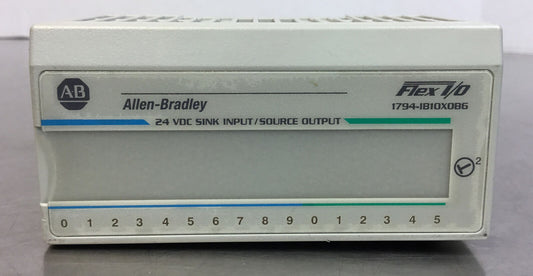 AB
Allen-Bradley
Flex I/O
1794-IB10XOB6
24 VDC SINK INPUT/SOURCE OUTPUT
2
0 1 2 3 4 5 6 7 8 9 0 1 2 3 4 5